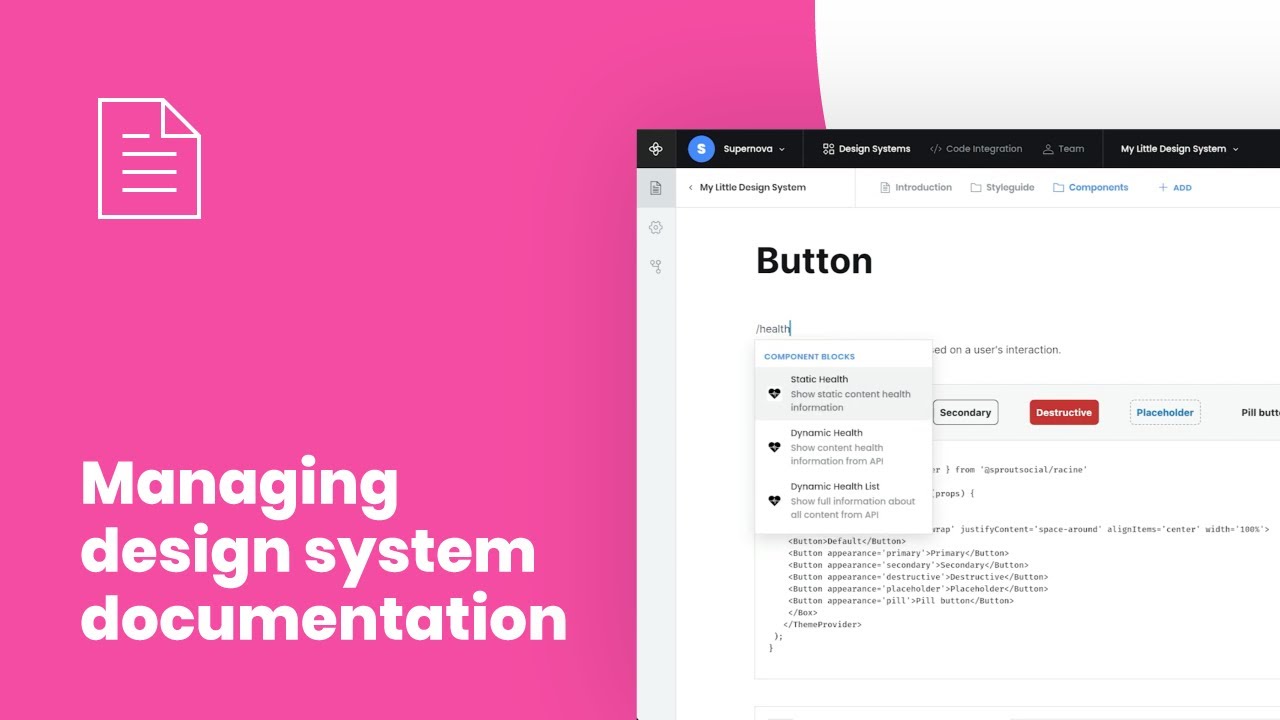 Managing
design system
documentation
S Supernova Design Systems </> Code Integration Team My Little Design System
My Little Design System Introduction Styleguide Components + ADD
Button
/health
on a user's interaction.
COMPONENT BLOCKS
Static Health
Show static content health
information
Dynamic Health
Show content health
information from API
Dynamic Health List
Show full information about
all content from API
Secondary Destructive Placeholder Pill
} from '@sproutsocial/racine'
(props) {
justifyContent='space-around' alignItems='center' width='100%'>
<Button>Default</Button>
<Button appearance='primary'>Primary</Button>
<Button appearance='secondary'>Secondary</Button>
<Button appearance='destructive'>Destructive</Button>
<Button appearance='placeholder'>Placeholder</Button>
<Button appearance='pill'>Pill button</Button>
</Box>
</ThemeProvider>
);
}